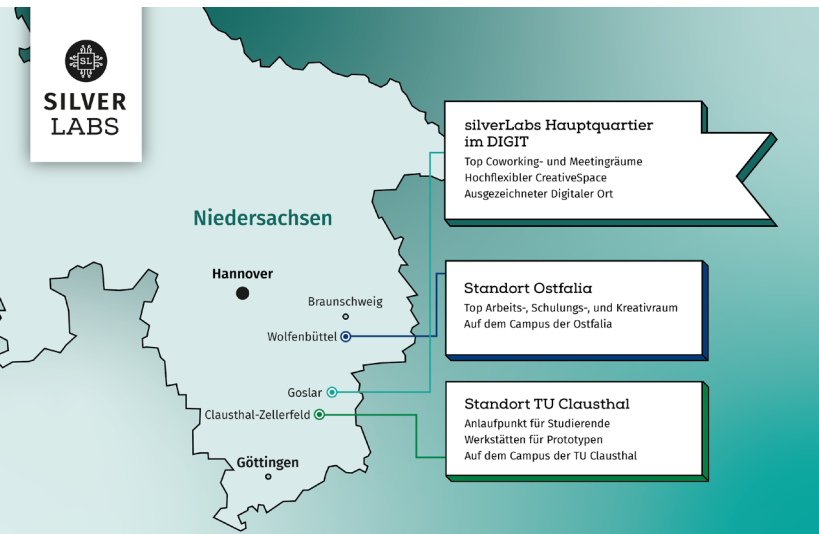 SL
SILVER
LABS
silverLabs Hauptquartier
im DIGIT
Top Coworking- und Meetingräume
Hochflexibler CreativeSpace
Ausgezeichneter Digitaler Ort
Niedersachsen
Hannover
Braunschweig
Wolfenbüttel
Standort Ostfalia
Top Arbeits-, Schulungs-, und Kreativraum
Auf dem Campus der Ostfalia
Goslar
Clausthal-Zellerfeld
Göttingen
Standort TU Clausthal
Anlaufpunkt für Studierende
Werkstätten für Prototypen
Auf dem Campus der TU Clausthal